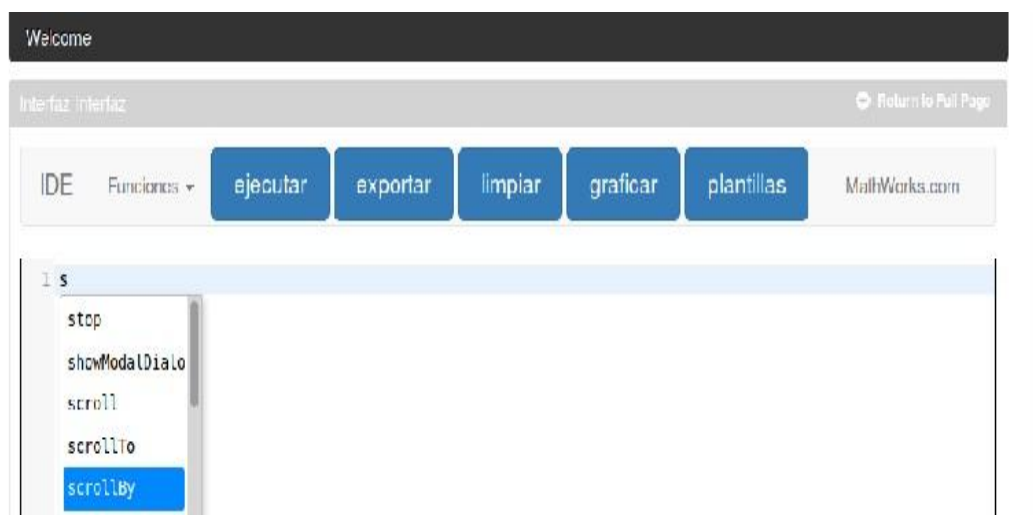 Welcome
Interfaz interfaz
Return to Full Page
IDE Funciones ejecutar exportar limpiar graficar plantillas MathWorks.com
1 s
stop
showModalDialo
scroll
scrollTo
scrollBy